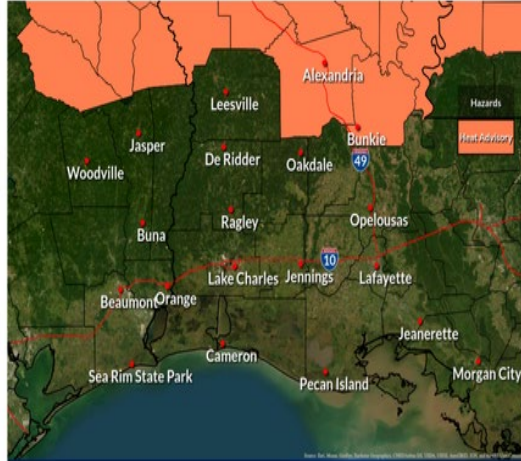 Alexandria
Leesville
Hazards
Bunkie
Heat Advisory
Jasper
Woodville
De Ridder
Oakdale
49
Ragley
Opelousas
Buna
10
Lake Charles
Jennings
Lafayette
Beaumont
Orange
Jeanerette
Cameron
Sea Rim State Park
Pecan Island
Morgan City